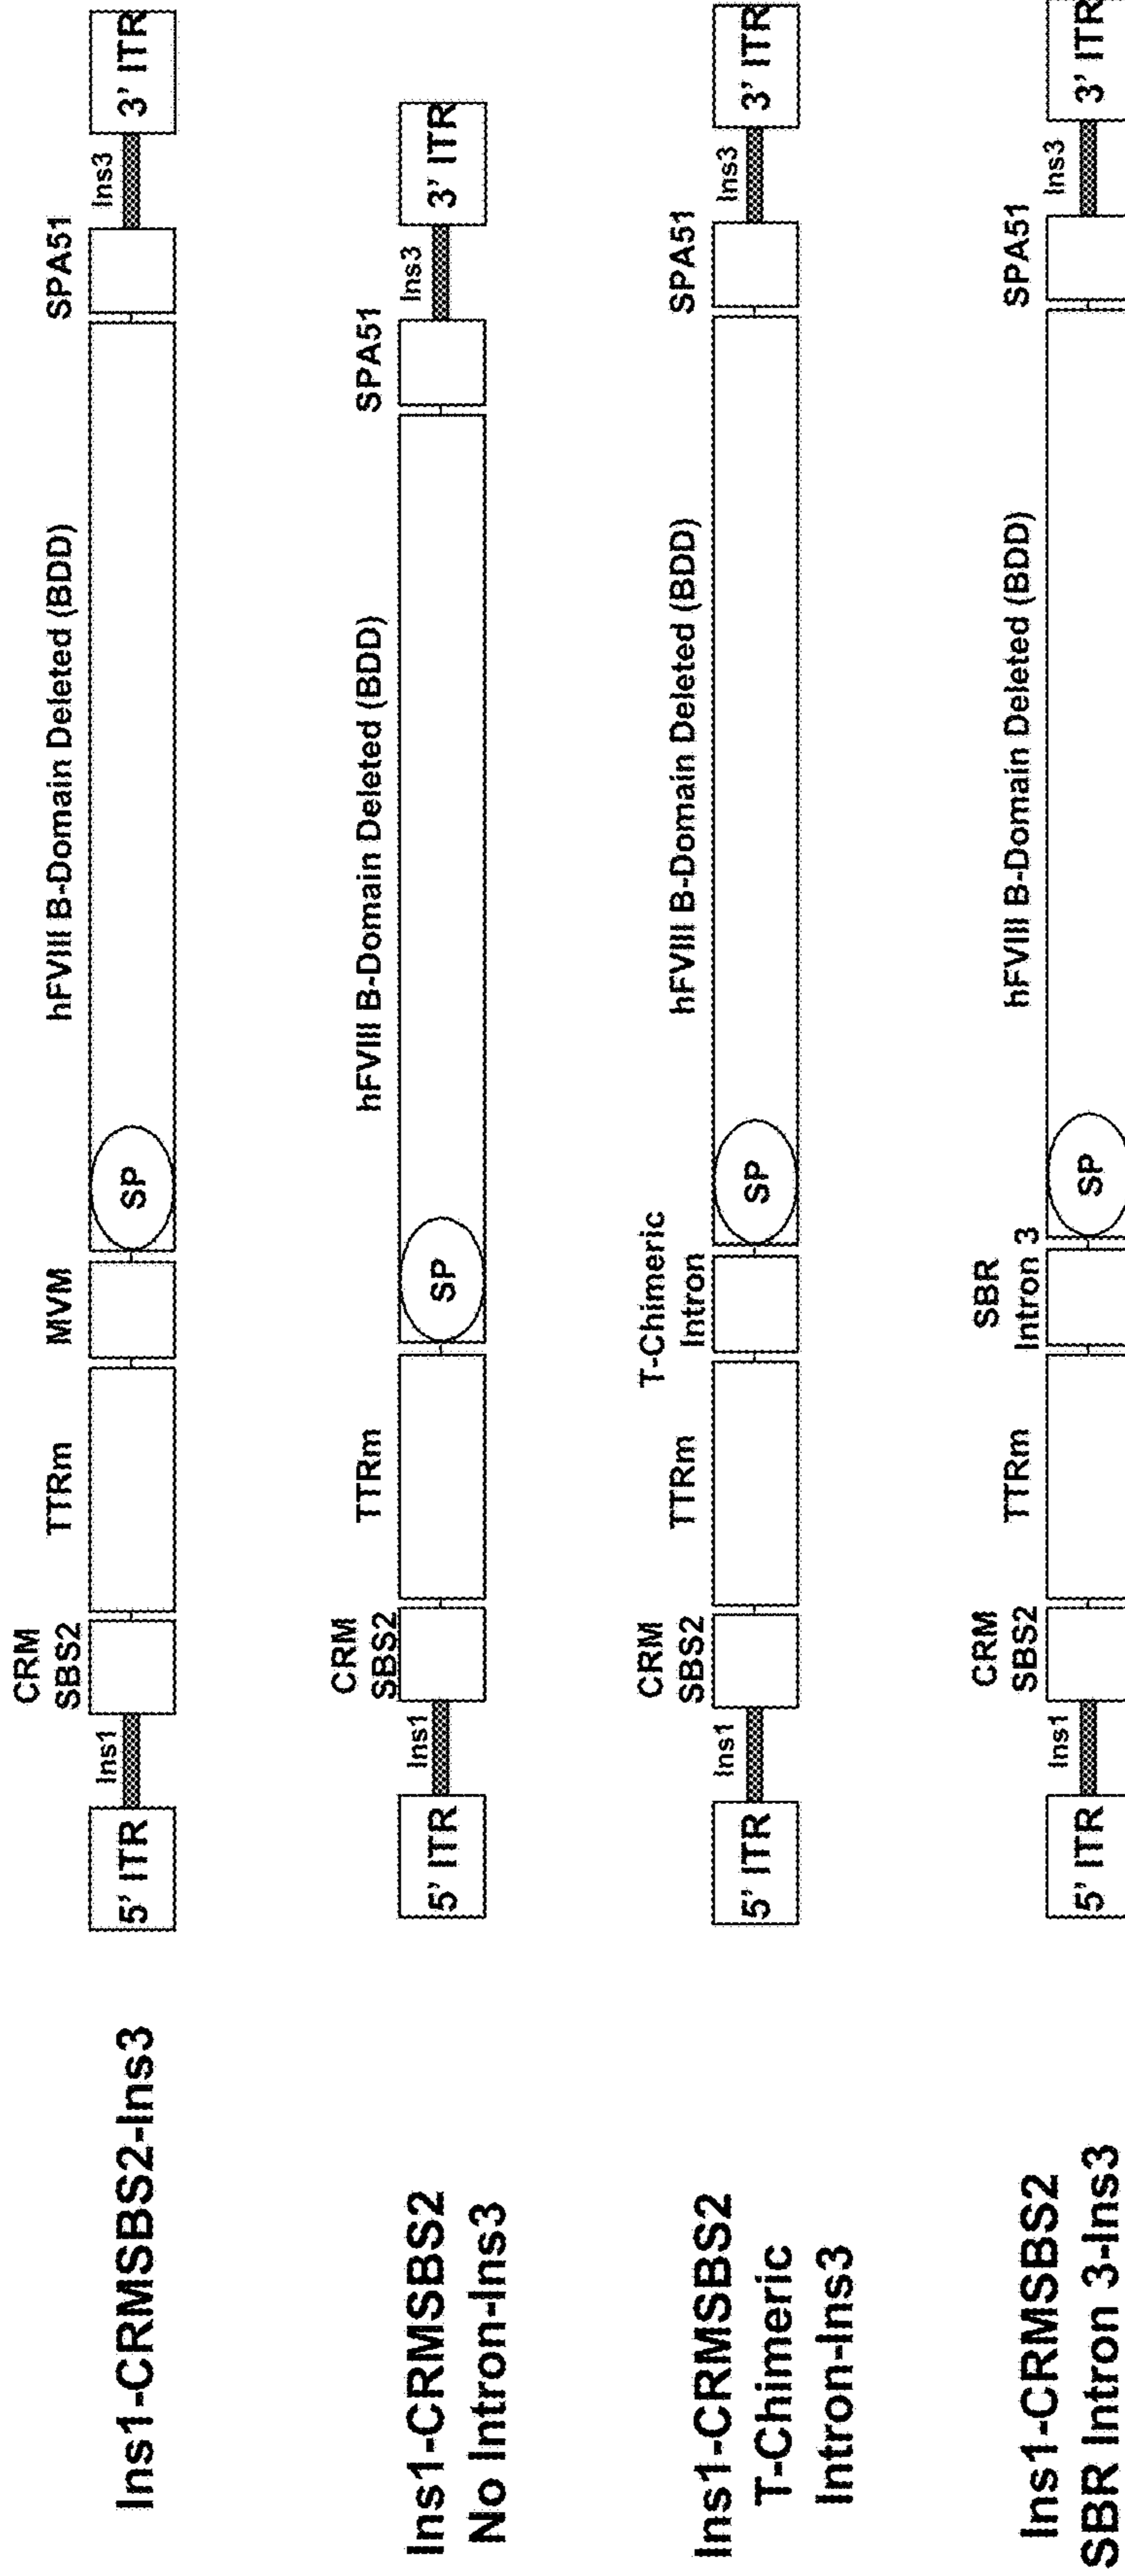 Ins1-CRMSBS2-Ins3
5' ITR
Ins1
CRM
SBS2
TTRm
MVM
SP
hFVIII B-Domain Deleted (BDD)
SPA51
Ins3
3' ITR
Ins1-CRMSBS2
No Intron-Ins3
5' ITR
Ins1
CRM
SBS2
TTRm
SP
hFVIII B-Domain Deleted (BDD)
SPA51
Ins3
3' ITR
Ins1-CRMSBS2
T-Chimeric
Intron-Ins3
5' ITR
Ins1
CRM
SBS2
TTRm
T-Chimeric
Intron
SP
hFVIII B-Domain Deleted (BDD)
SPA51
Ins3
3' ITR
Ins1-CRMSBS2
SBR Intron 3-Ins3
5' ITR
Ins1
CRM
SBS2
TTRm
SBR
Intron 3
SP
hFVIII B-Domain Deleted (BDD)
SPA51
Ins3
3' ITR